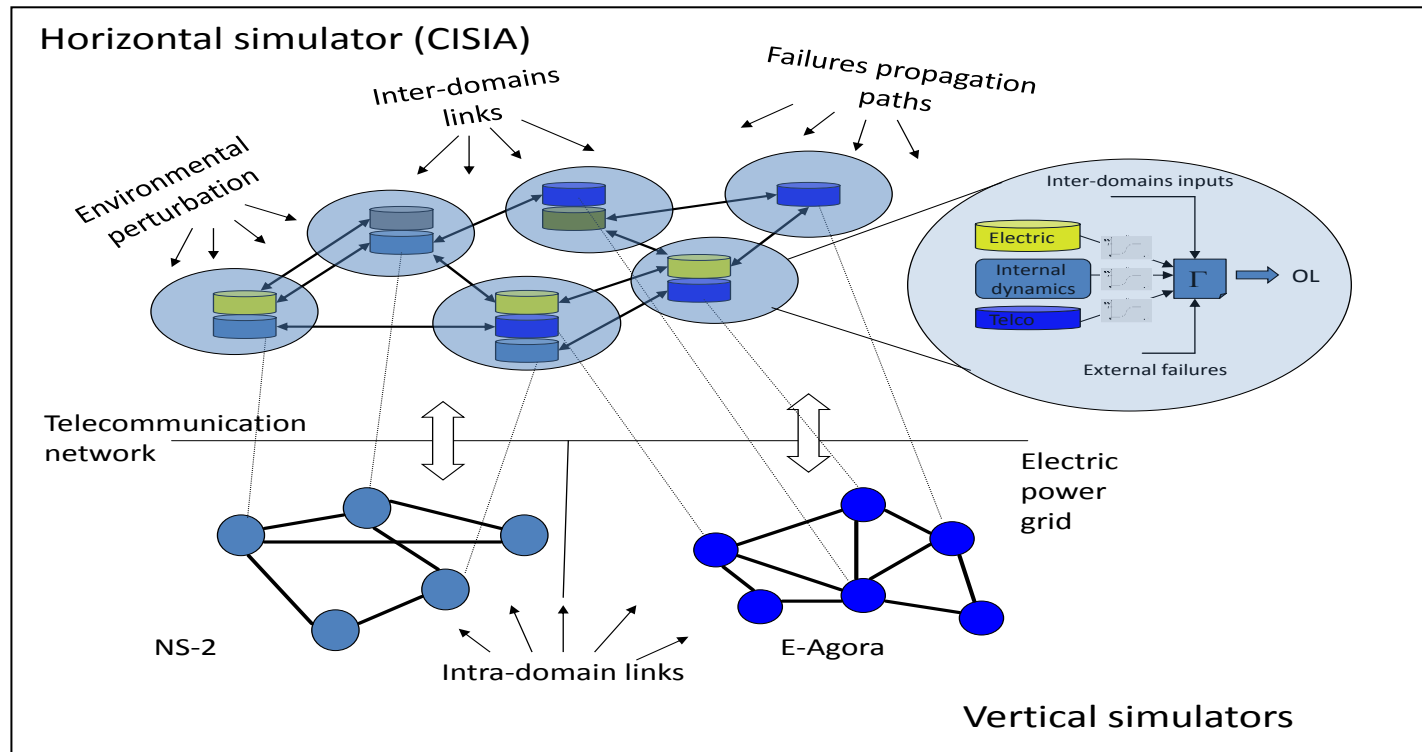 Horizontal simulator (CISIA)
Inter-domains
links
Failures propagation
paths
Environmental
perturbation
Inter-domains inputs
Electric
Internal
dynamics
Telco
Γ
OL
External failures
Telecommunication
network
Electric
power
grid
NS-2
E-Agora
Intra-domain links
Vertical simulators